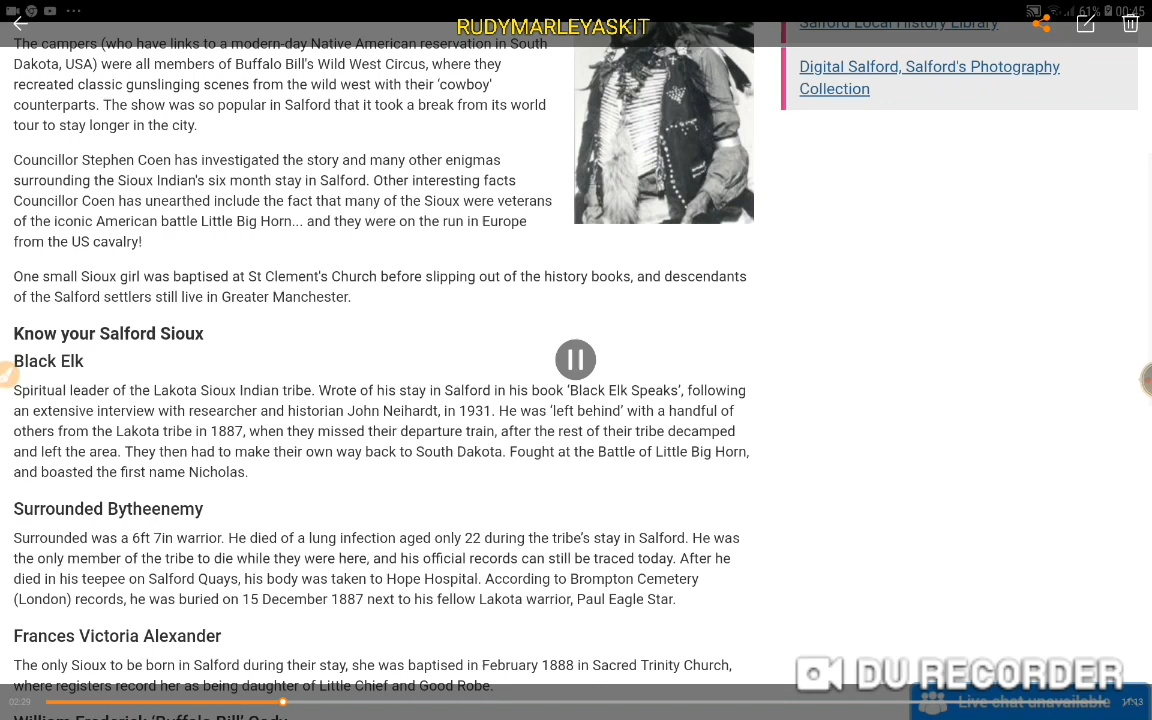 61% 00:45
RUDYMARLEYASKIT
The campers (who have links to a modern-day Native American reservation in South
Dakota, USA) were all members of Buffalo Bill's Wild West Circus, where they
recreated classic gunslinging scenes from the wild west with their 'cowboy'
counterparts. The show was so popular in Salford that it took a break from its world
tour to stay longer in the city.
Councillor Stephen Coen has investigated the story and many other enigmas
surrounding the Sioux Indian's six month stay in Salford. Other interesting facts
Councillor Coen has unearthed include the fact that many of the Sioux were veterans
of the iconic American battle Little Big Horn... and they were on the run in Europe
from the US cavalry!
One small Sioux girl was baptised at St Clement's Church before slipping out of the history books, and descendants
of the Salford settlers still live in Greater Manchester.
Know your Salford Sioux
Black Elk
Spiritual leader of the Lakota Sioux Indian tribe. Wrote of his stay in Salford in his book 'Black Elk Speaks', following
an extensive interview with researcher and historian John Neihardt, in 1931. He was 'left behind' with a handful of
others from the Lakota tribe in 1887, when they missed their departure train, after the rest of their tribe decamped
and left the area. They then had to make their own way back to South Dakota. Fought at the Battle of Little Big Horn,
and boasted the first name Nicholas.
Surrounded Bytheenemy
Surrounded was a 6ft 7in warrior. He died of a lung infection aged only 22 during the tribe's stay in Salford. He was
the only member of the tribe to die while they were here, and his official records can still be traced today. After he
died in his teepee on Salford Quays, his body was taken to Hope Hospital. According to Brompton Cemetery
(London) records, he was buried on 15 December 1887 next to his fellow Lakota warrior, Paul Eagle Star.
Frances Victoria Alexander
The only Sioux to be born in Salford during their stay, she was baptised in February 1888 in Sacred Trinity Church,
where registers record her as being daughter of Little Chief and Good Robe.
William Frederick 'Buffalo Bill' Cody
Salford Local History Library
Digital Salford, Salford's Photography
Collection
DU RECORDER
Live chat unavailable
02:29
11:13